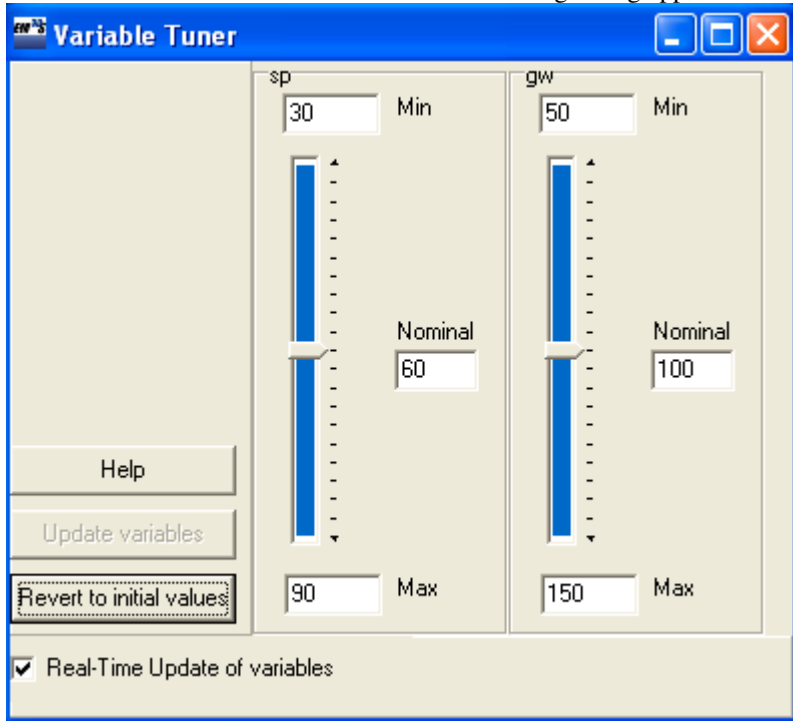 Variable Tuner
sp
30 Min
Nominal
60
90 Max
gw
50 Min
Nominal
100
150 Max
Help
Update variables
Revert to initial values
Real-Time Update of variables